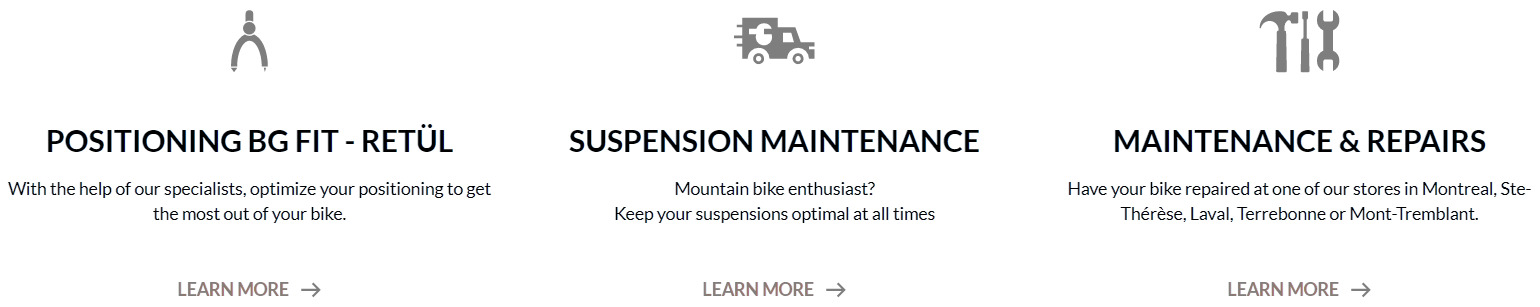 POSITIONING BG FIT - RETÜL
With the help of our specialists, optimize your positioning to get
the most out of your bike.
LEARN MORE →
SUSPENSION MAINTENANCE
Mountain bike enthusiast?
Keep your suspensions optimal at all times
LEARN MORE →
MAINTENANCE & REPAIRS
Have your bike repaired at one of our stores in Montreal, Ste-
Thérèse, Laval, Terrebonne or Mont-Tremblant.
LEARN MORE →